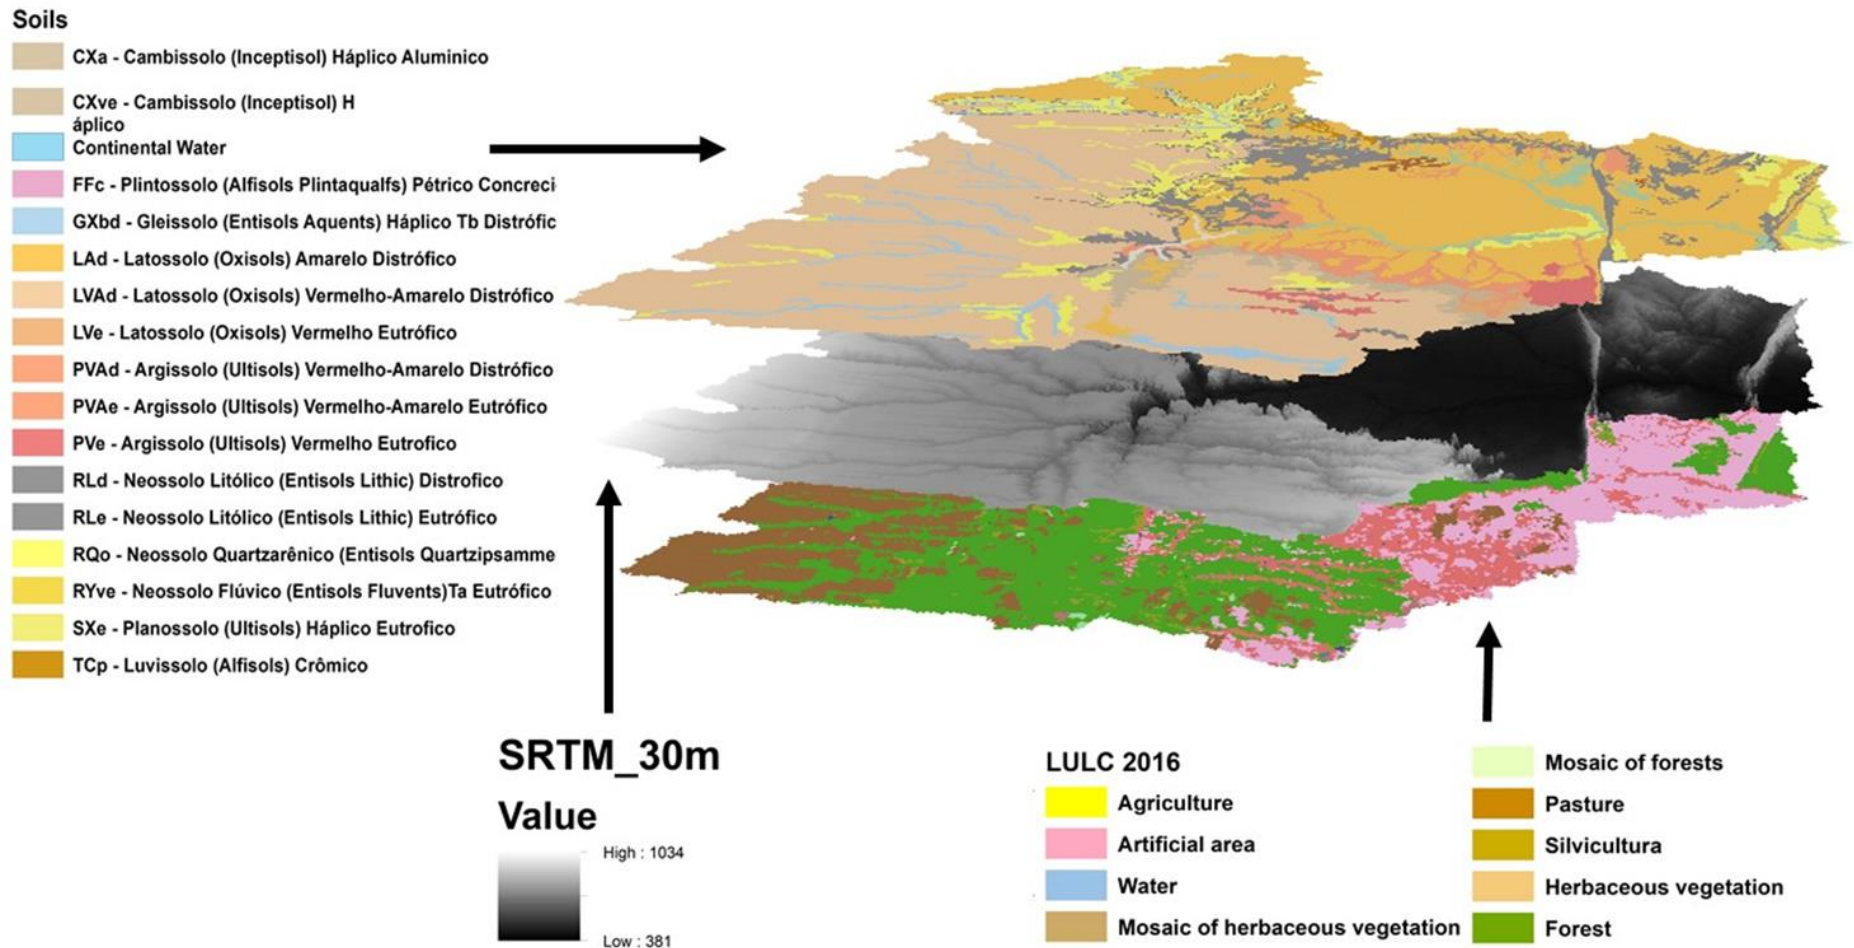 Soils
CXa - Cambissolo (Inceptisol) Háplico Aluminico
CXve - Cambissolo (Inceptisol) H
áplico
Continental Water
FFc - Plintossolo (Alfisols Plintaqualfs) Pétrico Concreci
GXbd - Gleissolo (Entisols Aquents) Háplico Tb Distrófic
LAd - Latossolo (Oxisols) Amarelo Distrófico
LVAd - Latossolo (Oxisols) Vermelho-Amarelo Distrófico
LVe - Latossolo (Oxisols) Vermelho Eutrófico
PVAd - Argissolo (Ultisols) Vermelho-Amarelo Distrófico
PVAe - Argissolo (Ultisols) Vermelho-Amarelo Eutrófico
PVe - Argissolo (Ultisols) Vermelho Eutrofico
RLd - Neossolo Litólico (Entisols Lithic) Distrofico
RLe - Neossolo Litólico (Entisols Lithic) Eutrófico
RQo - Neossolo Quartzarênico (Entisols Quartzipsamme
RYve - Neossolo Flúvico (Entisols Fluvents)Ta Eutrófico
SXe - Planossolo (Ultisols) Háplico Eutrofico
TCp - Luvissolo (Alfisols) Crômico
SRTM_30m
Value
High : 1034
Low : 381
LULC 2016
Agriculture
Artificial area
Water
Mosaic of herbaceous vegetation
Mosaic of forests
Pasture
Silvicultura
Herbaceous vegetation
Forest